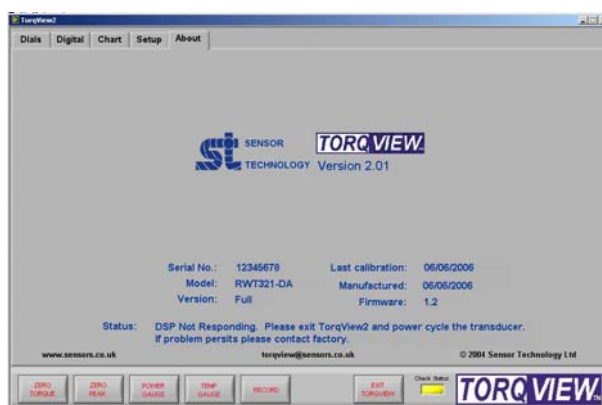 TorqView2
Dials Digital Chart Setup About
st SENSOR TECHNOLOGY
TORQVIEW
Version 2.01
Serial No.: 12345678 Last calibration: 06/06/2006
Model: RWT321-DA Manufactured: 06/06/2006
Version: Full Firmware: 1.2
Status: DSP Not Responding. Please exit TorqView2 and power cycle the transducer.
If problem persits please contact factory.
www.sensors.co.uk torqview@sensors.co.uk © 2004 Sensor Technology Ltd
ZERO TORQUE ZERO PEAK POWER GAUGE TEMP GAUGE RECORD EXIT TORQVIEW Check Status TORQVIEW TM